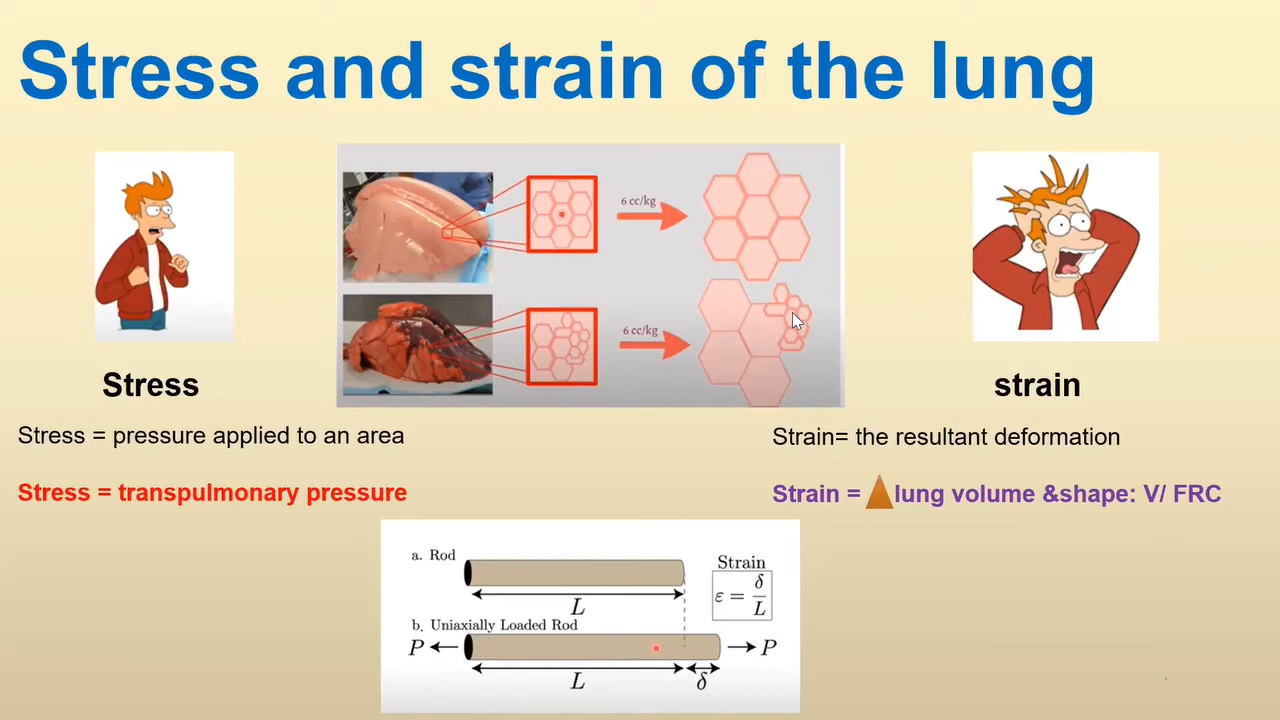 Stress and strain of the lung
6 cc/kg
6 cc/kg
Stress
strain
Stress = pressure applied to an area
Strain= the resultant deformation
Stress = transpulmonary pressure
Strain = lung volume &shape: V/ FRC
a. Rod
Strain
ε = δ/L
L
b. Uniaxially Loaded Rod
P
P
L
δ